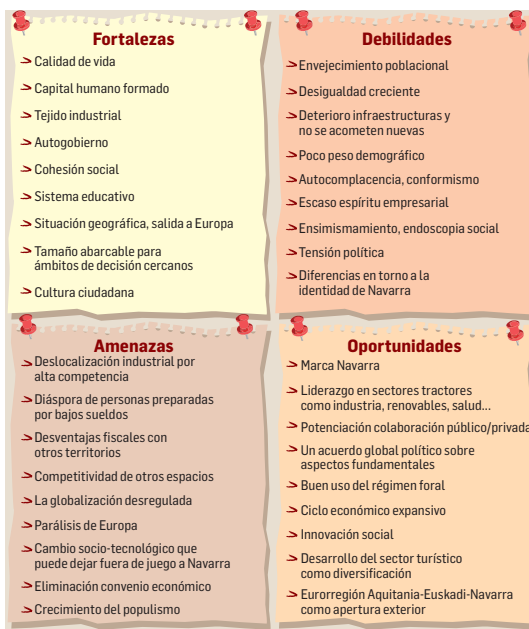 Fortalezas
Calidad de vida
Capital humano formado
Tejido industrial
Autogobierno
Cohesión social
Sistema educativo
Situación geográfica, salida a Europa
Tamaño abarcable para
ámbitos de decisión cercanos
Cultura ciudadana
Debilidades
Envejecimiento poblacional
Desigualdad creciente
Deterioro infraestructuras y
no se acometen nuevas
Poco peso demográfico
Autocomplacencia, conformismo
Escaso espíritu empresarial
Ensimismamiento, endoscopia social
Tensión política
Diferencias en torno a la
identidad de Navarra
Amenazas
Deslocalización industrial por
alta competencia
Diáspora de personas preparadas
por bajos sueldos
Desventajas fiscales con
otros territorios
Competitividad de otros espacios
La globalización desregulada
Parálisis de Europa
Cambio socio-tecnológico que
puede dejar fuera de juego a Navarra
Eliminación convenio económico
Crecimiento del populismo
Oportunidades
Marca Navarra
Liderazgo en sectores tractores
como industria, renovables, salud...
Potenciación colaboración público/privada
Un acuerdo global político sobre
aspectos fundamentales
Buen uso del régimen foral
Ciclo económico expansivo
Innovación social
Desarrollo del sector turístico
como diversificación
Eurorregión Aquitania-Euskadi-Navarra
como apertura exterior